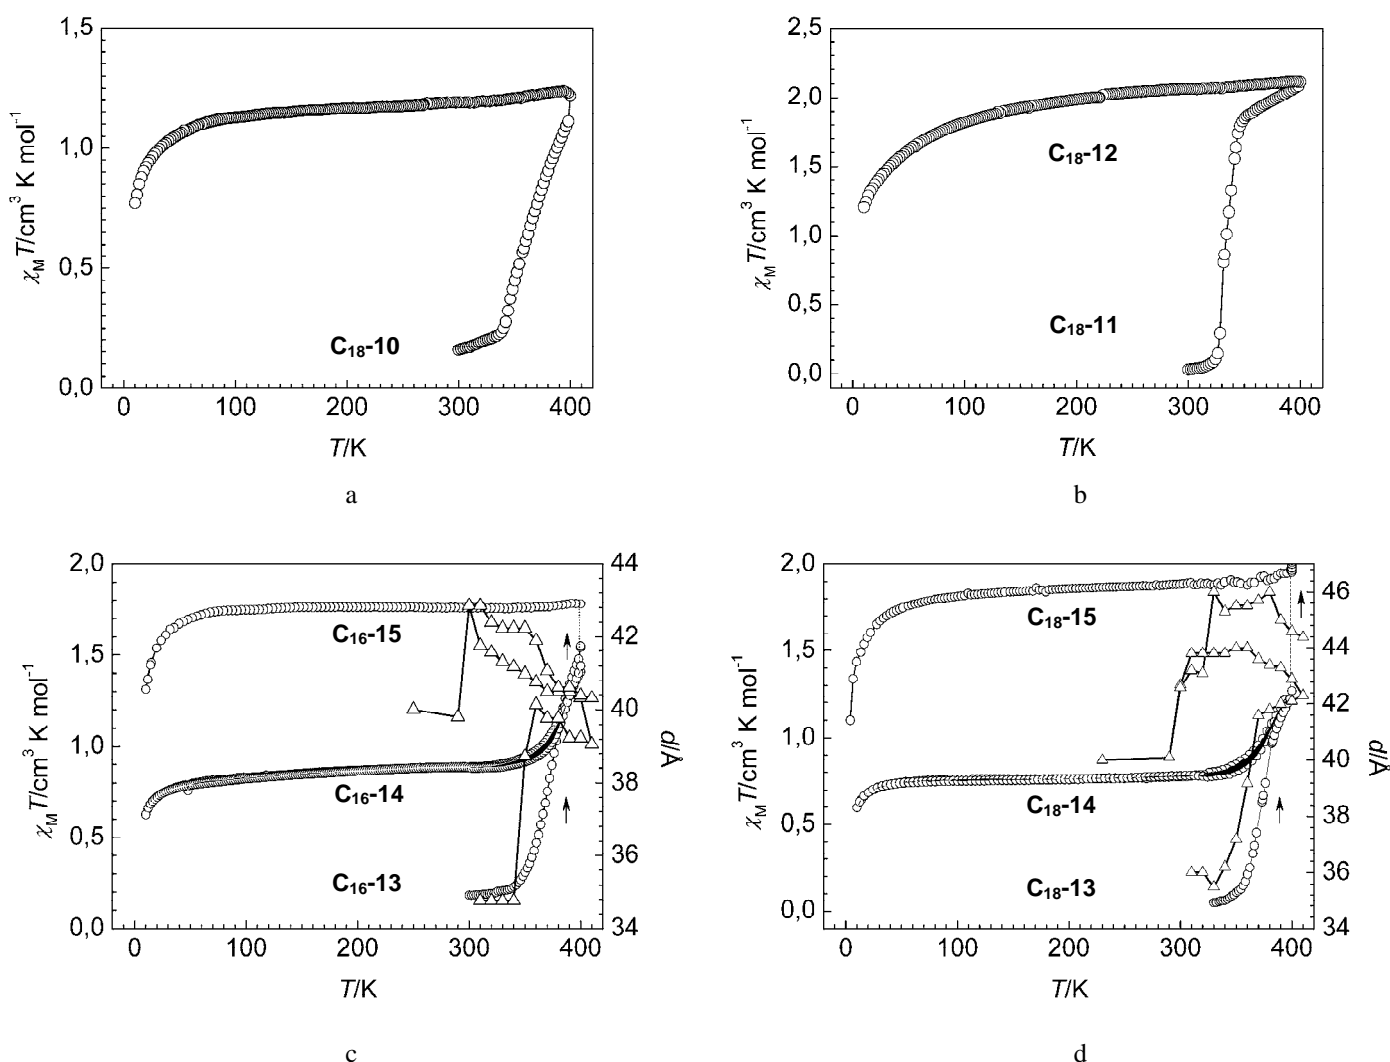 1,5
1,0
0,5
0,0
χMT/cm³ K mol⁻¹
C₁₈-10
0 100 200 300 400
T/K
a
2,5
2,0
1,5
1,0
0,5
0,0
χMT/cm³ K mol⁻¹
C₁₈-12
C₁₈-11
0 100 200 300 400
T/K
b
2,0
1,5
1,0
0,5
0,0
χMT/cm³ K mol⁻¹
C₁₆-15
C₁₆-14
C₁₆-13
44
42
40
38
36
34
d/Å
0 100 200 300 400
T/K
c
2,0
1,5
1,0
0,5
0,0
χMT/cm³ K mol⁻¹
C₁₈-15
C₁₈-14
C₁₈-13
46
44
42
40
38
36
34
d/Å
0 100 200 300 400
T/K
d